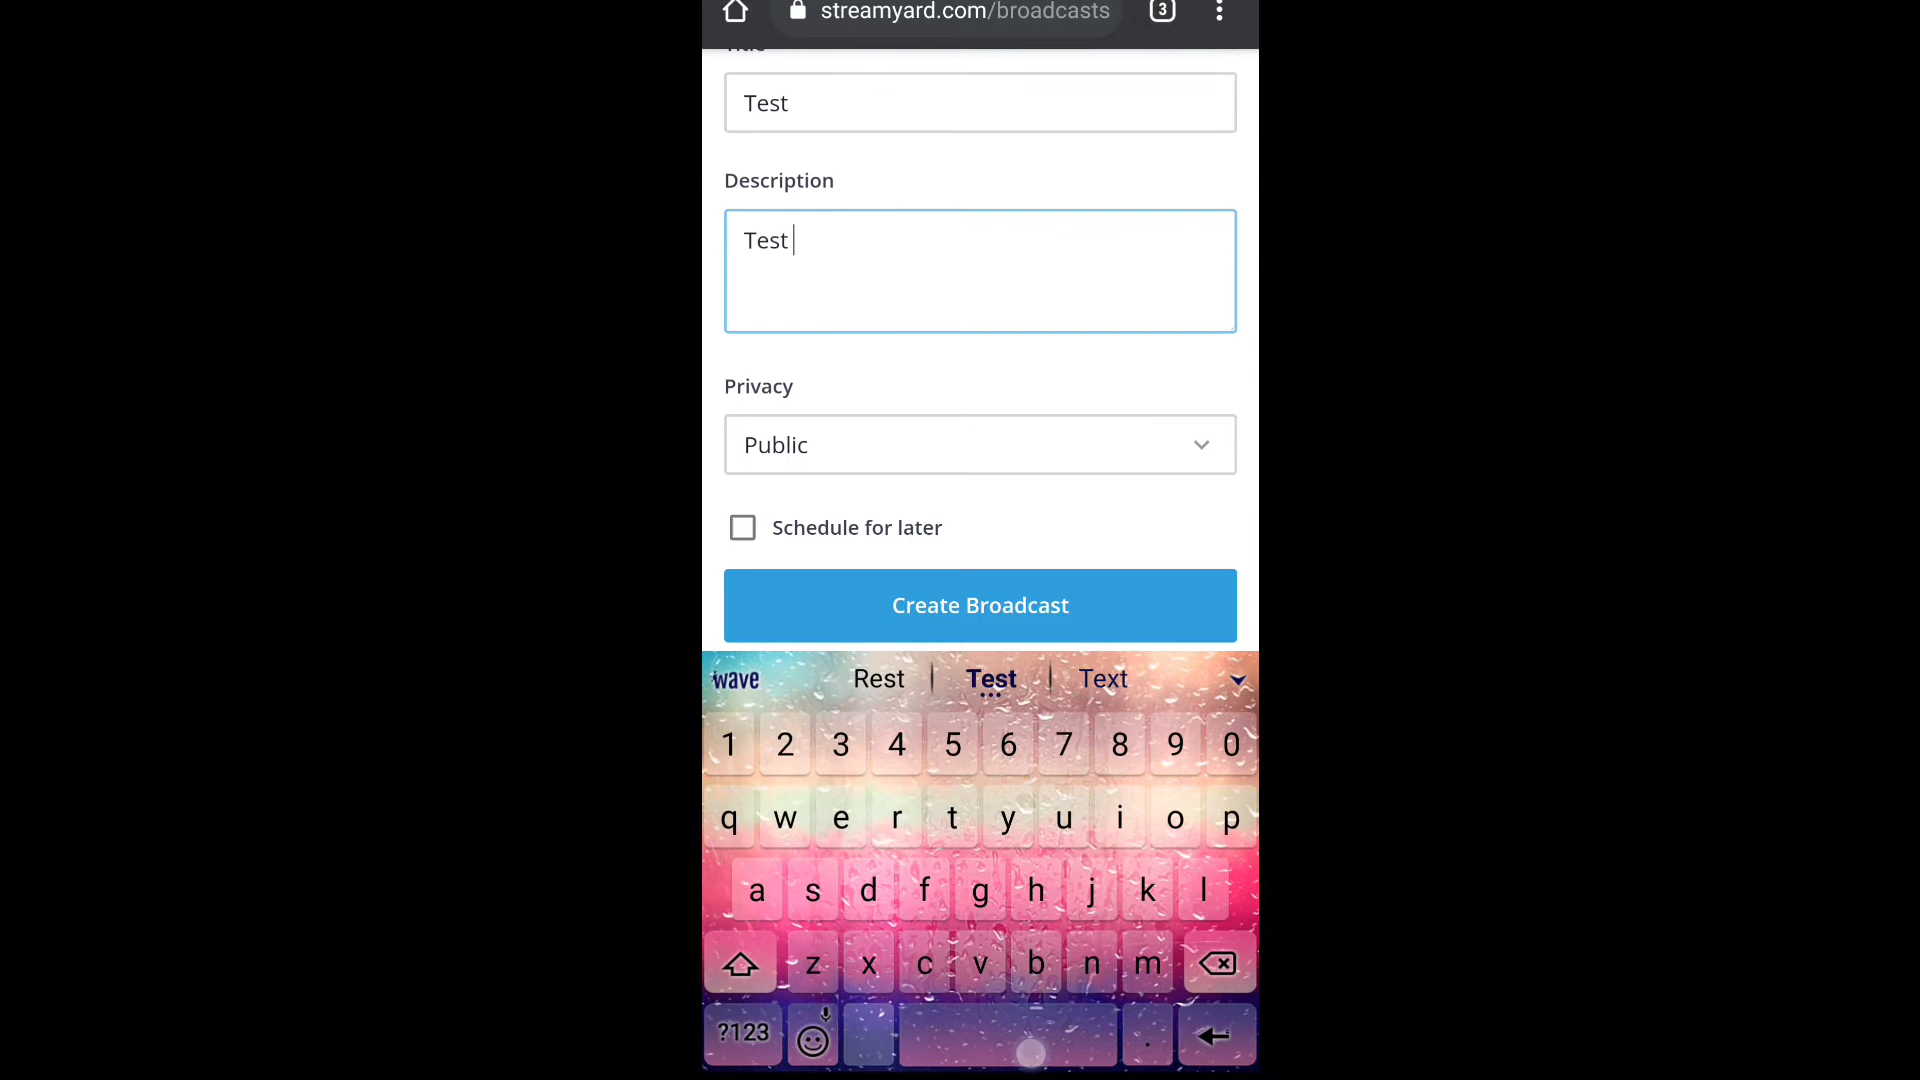 streamyard.com/broadcasts 3
Title
Test
Description
Test
Privacy
Public
Schedule for later
Create Broadcast
wave Rest Test Text
1 2 3 4 5 6 7 8 9 0
q w e r t y u i o p
a s d f g h j k l
z x c v b n m
?123 .